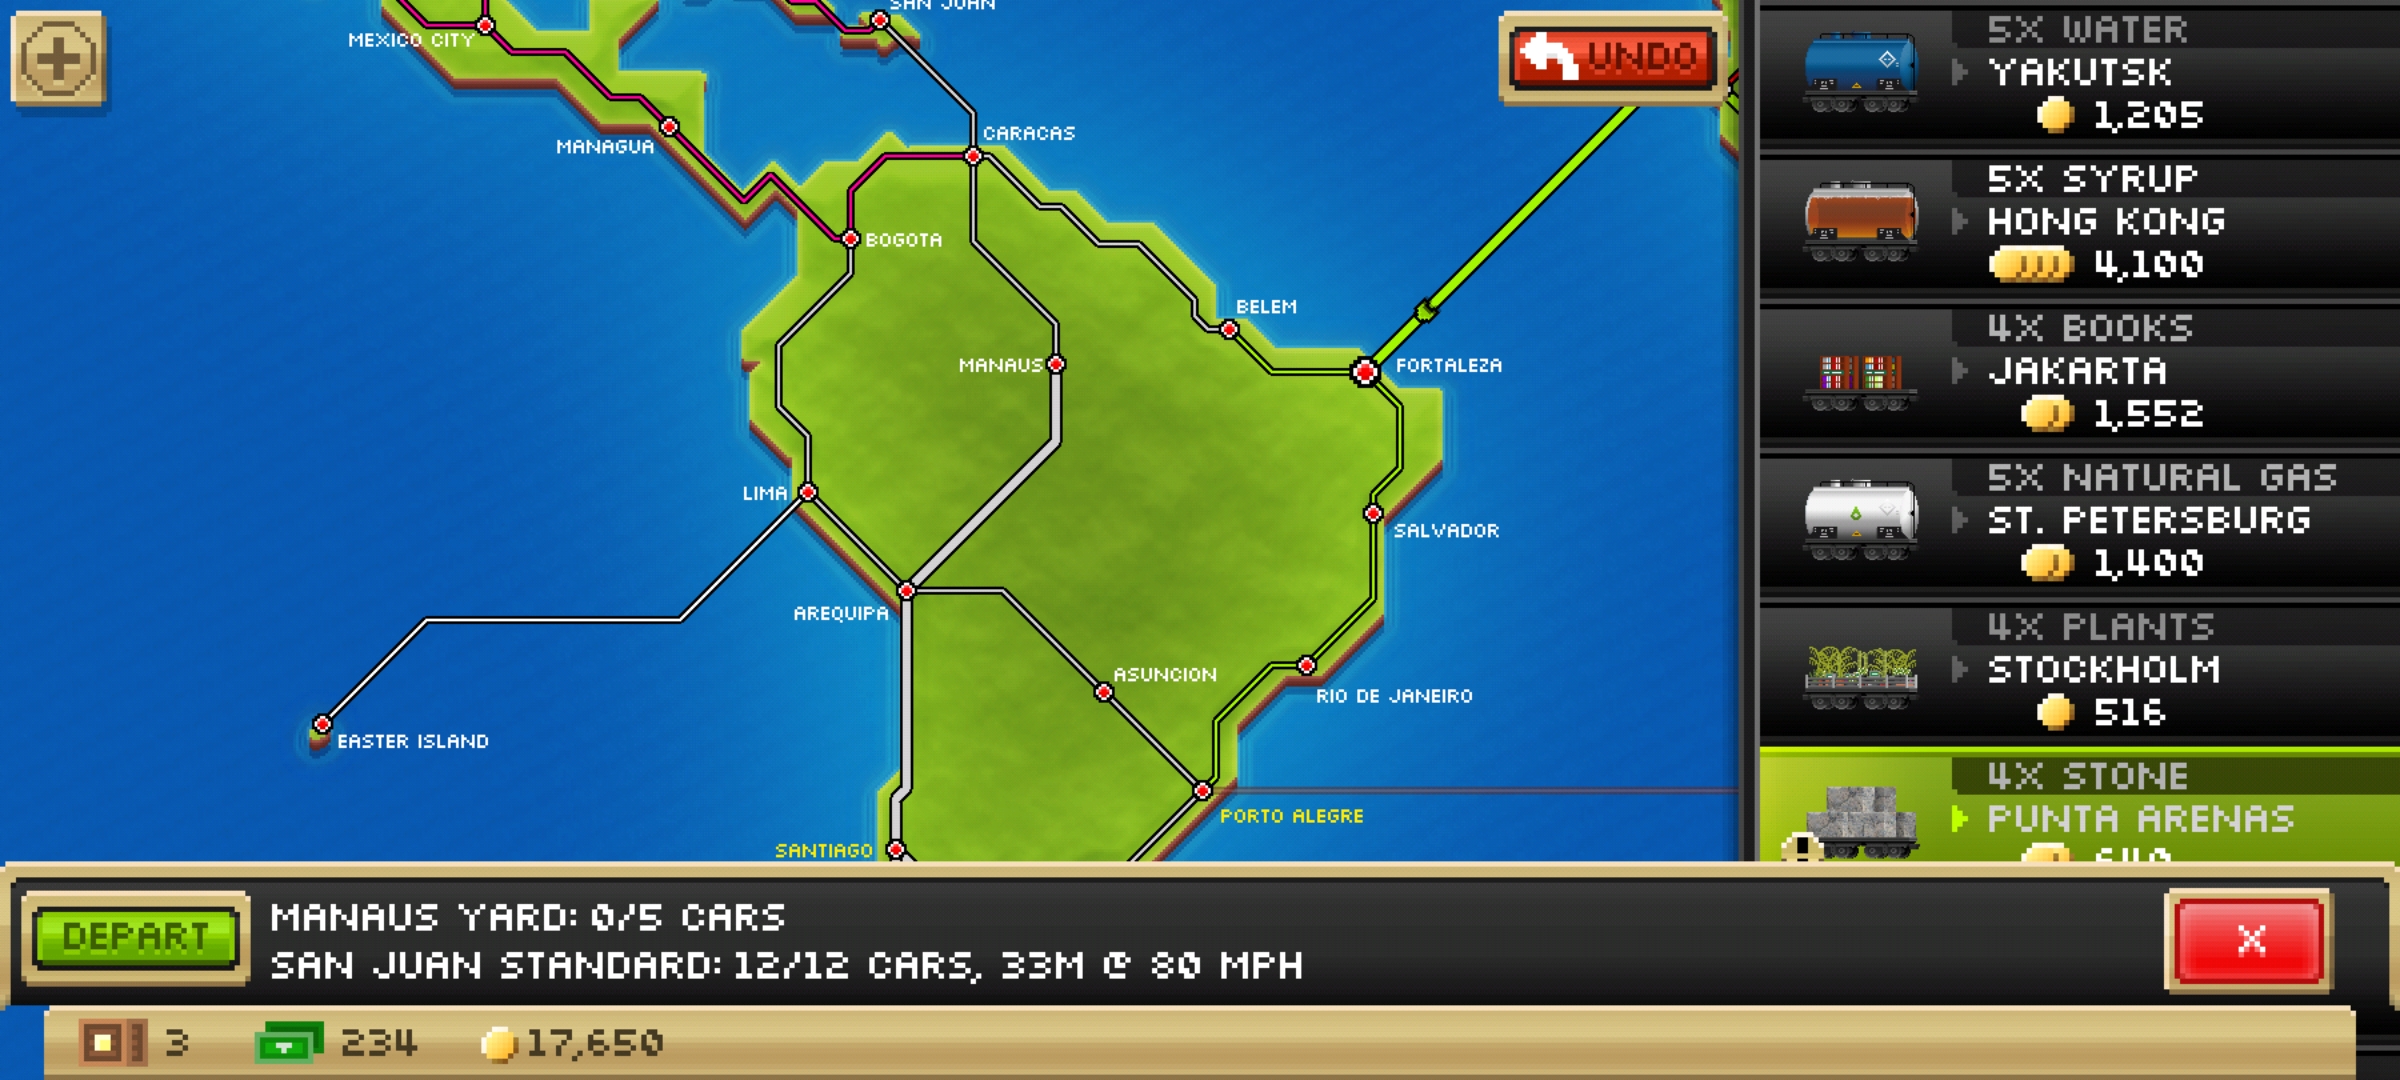 SAN JUAN
MEXICO CITY
MANAGUA
CARACAS
BOGOTA
BELEM
MANAUS
FORTALEZA
LIMA
SALVADOR
AREQUIPA
ASUNCION
RIO DE JANEIRO
EASTER ISLAND
PORTO ALEGRE
SANTIAGO
UNDO
5X WATER
YAKUTSK
1,205
5X SYRUP
HONG KONG
4,100
4X BOOKS
JAKARTA
1,552
5X NATURAL GAS
ST. PETERSBURG
1,400
4X PLANTS
STOCKHOLM
516
4X STONE
PUNTA ARENAS
DEPART
MANAUS YARD: 0/5 CARS
SAN JUAN STANDARD: 12/12 CARS, 33M @ 80 MPH
X
3
234
17,650